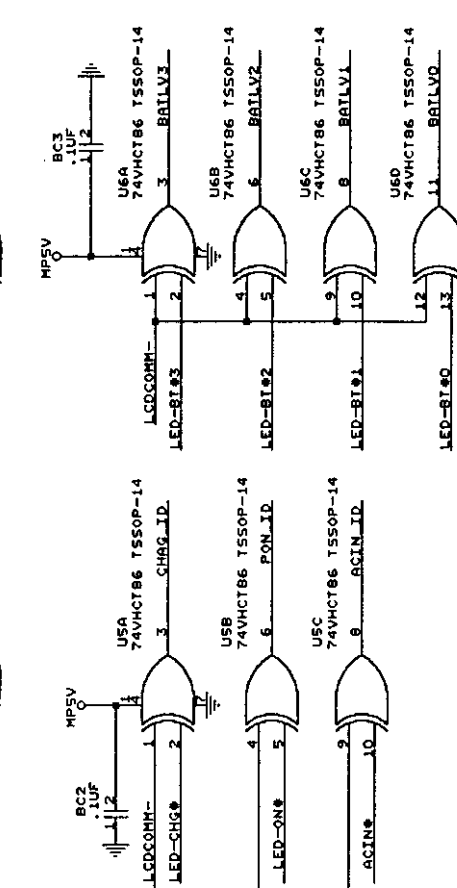 MP5V
BC3
.1UF
1 2
U6A
74VHCT86 TSSOP-14
LCDCOMM-
1
LED-BT#3
2
14
7
3
BATLV3
U6B
74VHCT86 TSSOP-14
4
LED-BT#2
5
6
BATLV2
U6C
74VHCT86 TSSOP-14
9
LED-BT#1
10
8
BATLV1
U6D
74VHCT86 TSSOP-14
12
LED-BT#0
13
11
BATLV0
MP5V
BC2
.1UF
1 2
U5A
74VHCT86 TSSOP-14
LCDCOMM-
1
LED-CHG#
2
14
7
3
CHAG_ID
U5B
74VHCT86 TSSOP-14
4
LED-ON#
5
6
PON_ID
U5C
74VHCT86 TSSOP-14
9
ACIN#
10
8
ACIN_ID